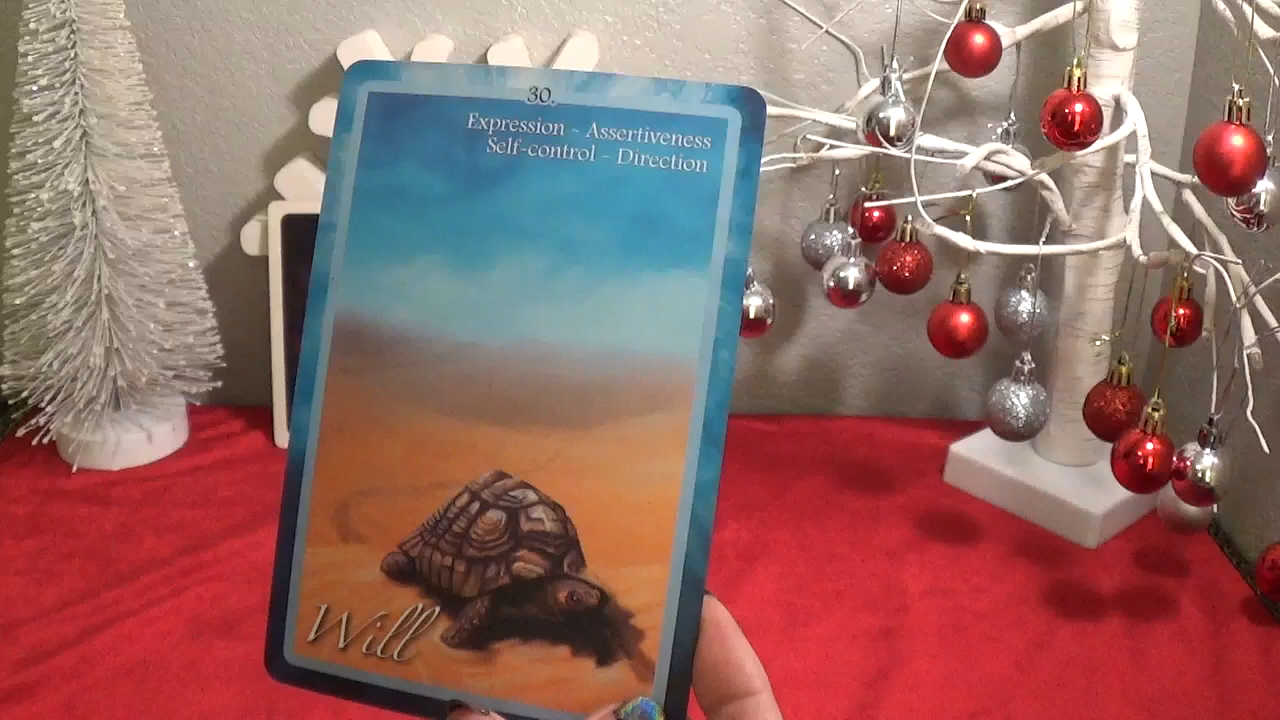 30.
Expression ~ Assertiveness
Self-control - Direction
Will